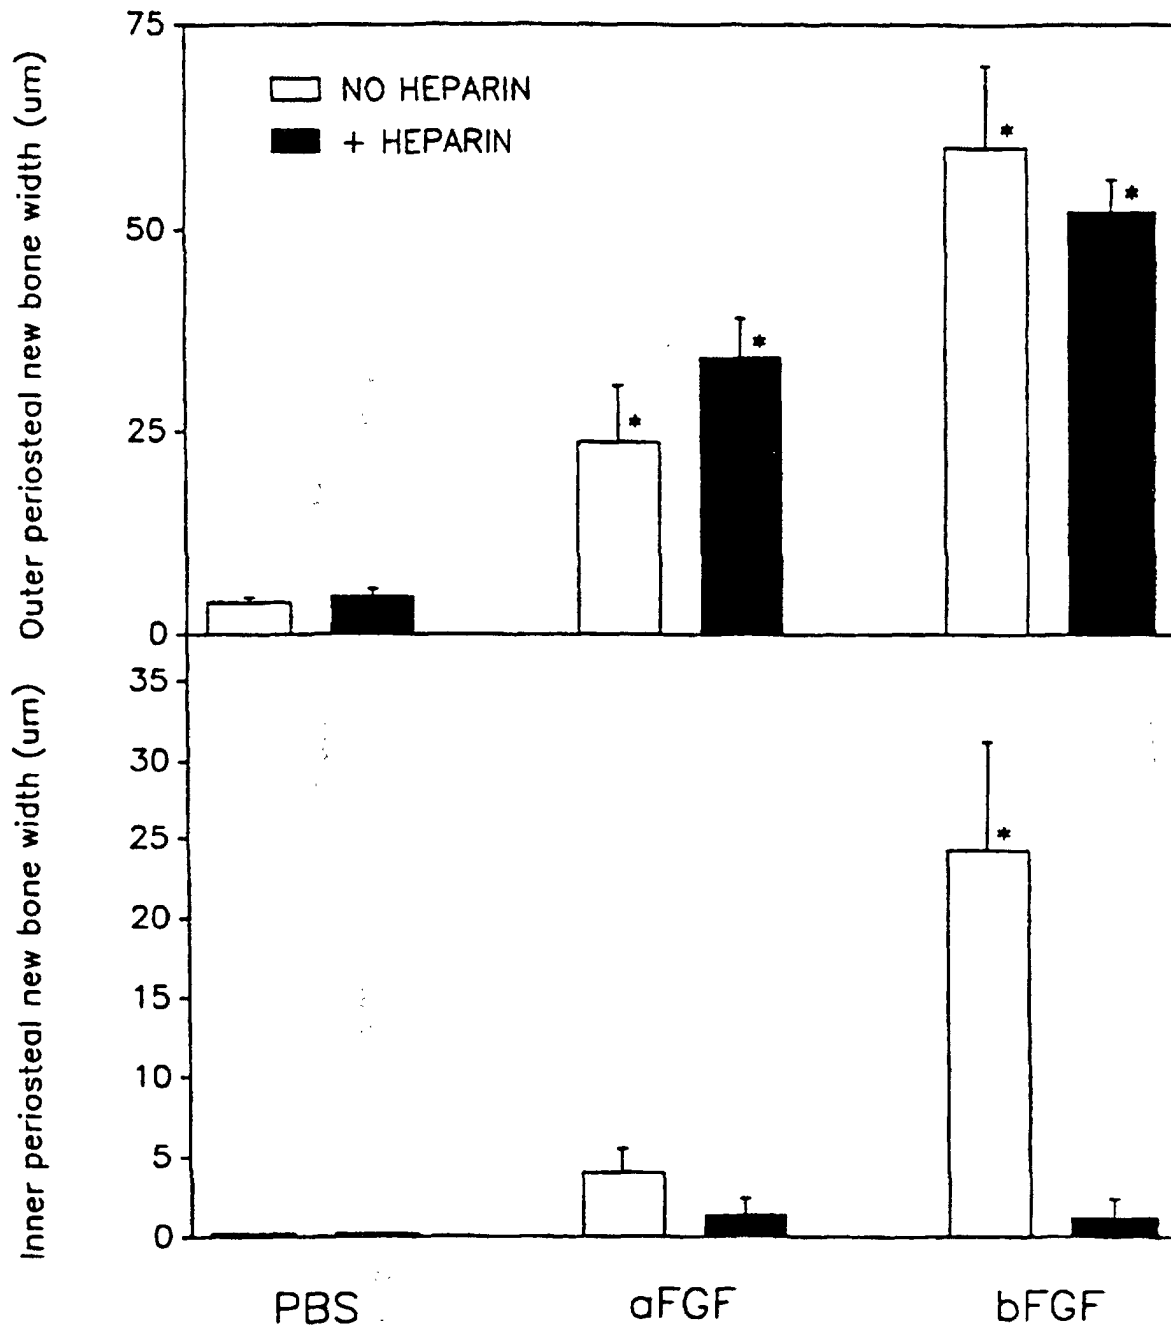 Outer periosteal new bone width (um)
75
50
25
0
NO HEPARIN
+ HEPARIN
*
*
*
*
Inner periosteal new bone width (um)
35
30
25
20
15
10
5
0
*
PBS
aFGF
bFGF